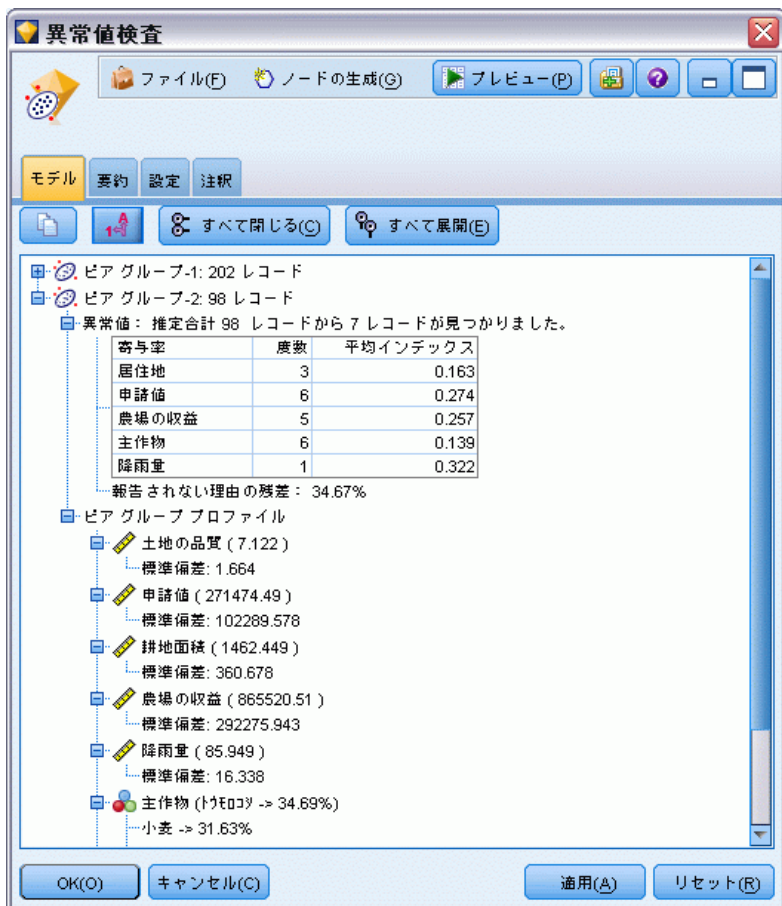 異常値検査
ファイル(F) ノードの生成(G) プレビュー(P)
モデル 要約 設定 注釈
すべて閉じる(C) すべて展開(E)
ピア グループ-1: 202 レコード
ピア グループ-2: 98 レコード
異常値： 推定合計 98 レコードから 7 レコードが見つかりました。
寄与率 度数 平均インデックス
居住地 3 0.163
申請値 6 0.274
農場の収益 5 0.257
主作物 6 0.139
降雨量 1 0.322
報告されない理由の残差： 34.67%
ピア グループ プロファイル
土地の品質 ( 7.122 )
標準偏差: 1.664
申請値 ( 271474.49 )
標準偏差: 102289.578
耕地面積 ( 1462.449 )
標準偏差: 360.678
農場の収益 ( 865520.51 )
標準偏差: 292275.943
降雨量 ( 85.949 )
標準偏差: 16.338
主作物 (ﾄｳﾓﾛｺｼ -> 34.69%)
小麦 -> 31.63%
OK(O) キャンセル(C) 適用(A) リセット(R)